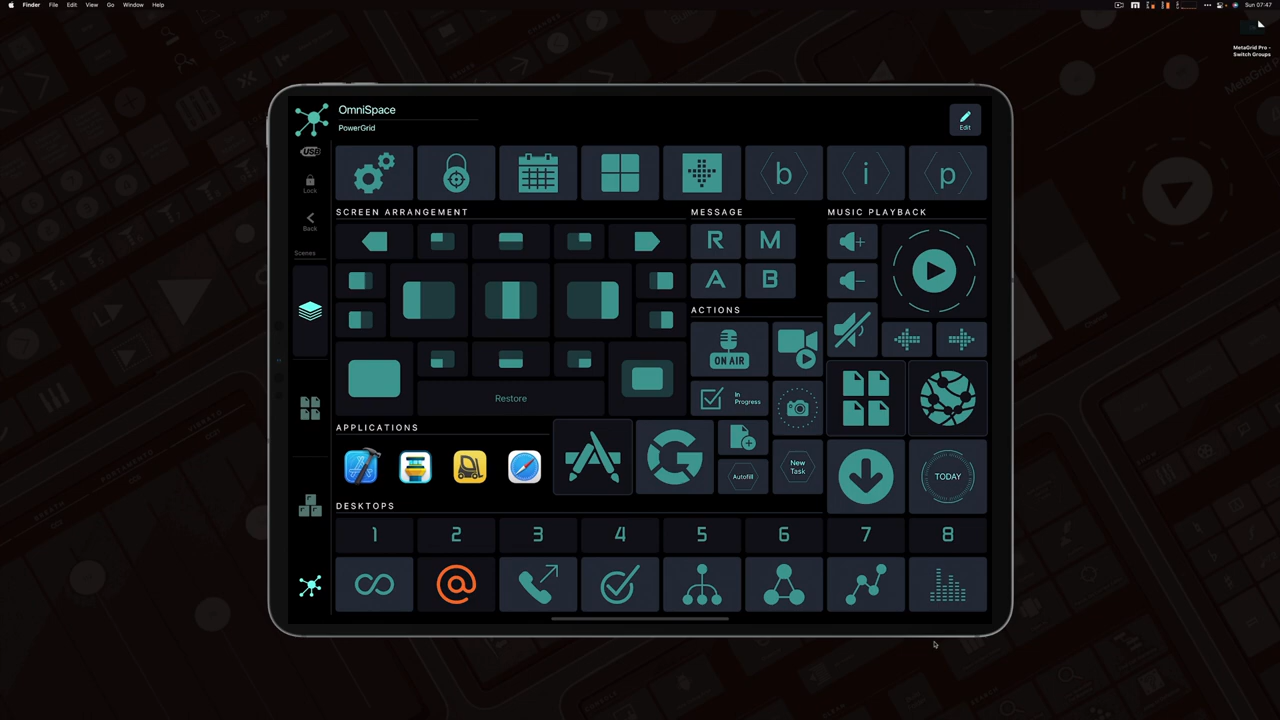 Finder File Edit View Go Window Help
Sun 07:47
MetaGrid Pro -
Switch Groups
OmniSpace
PowerGrid
Edit
USB
Lock
Back
Scenes
b
i
p
SCREEN ARRANGEMENT
MESSAGE
MUSIC PLAYBACK
R M
A B
ACTIONS
ON AIR
Restore
In
Progress
APPLICATIONS
G
New
Task
Autofill
TODAY
DESKTOPS
1 2 3 4 5 6 7 8
@